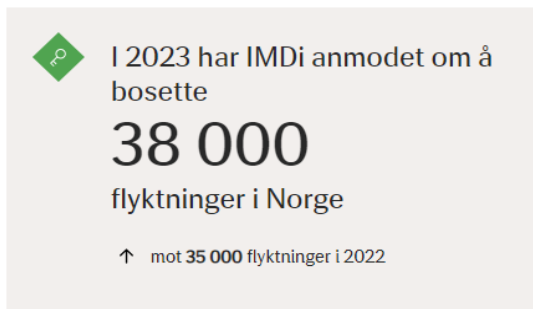 I 2023 har IMDi anmodet om å
bosette
38 000
flyktninger i Norge
↑ mot 35 000 flyktninger i 2022